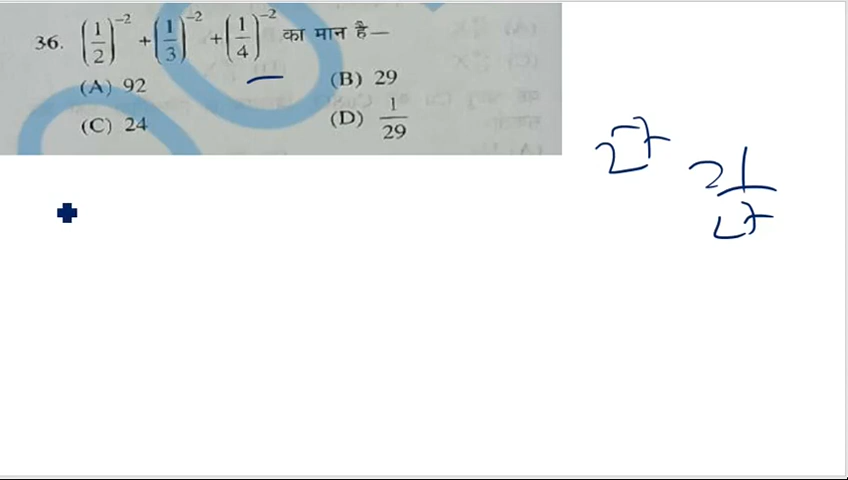 36. (1/2)⁻² + (1/3)⁻² + (1/4)⁻² का मान है—
(A) 92 (B) 29
(C) 24 (D) 1/29